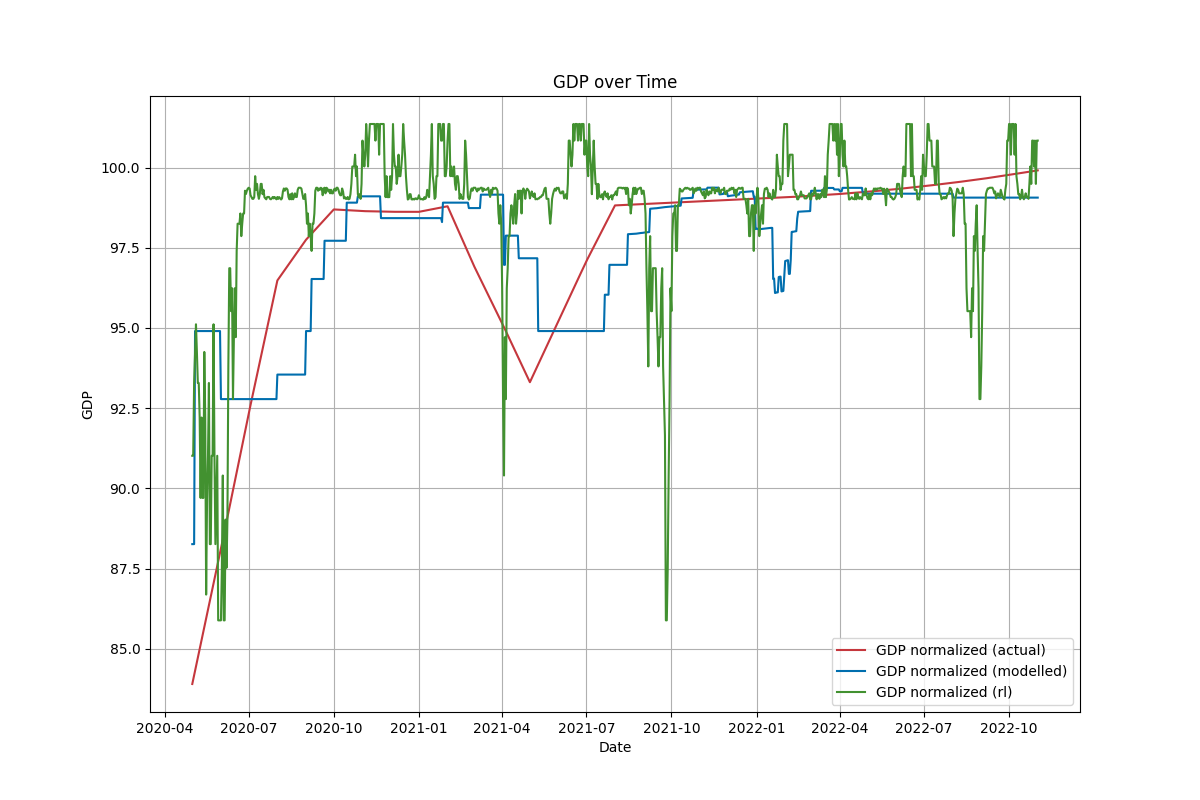 GDP over Time
100.0
97.5
95.0
92.5
90.0
87.5
85.0
GDP
GDP normalized (actual)
GDP normalized (modelled)
GDP normalized (rl)
2020-04 2020-07 2020-10 2021-01 2021-04 2021-07 2021-10 2022-01 2022-04 2022-07 2022-10
Date